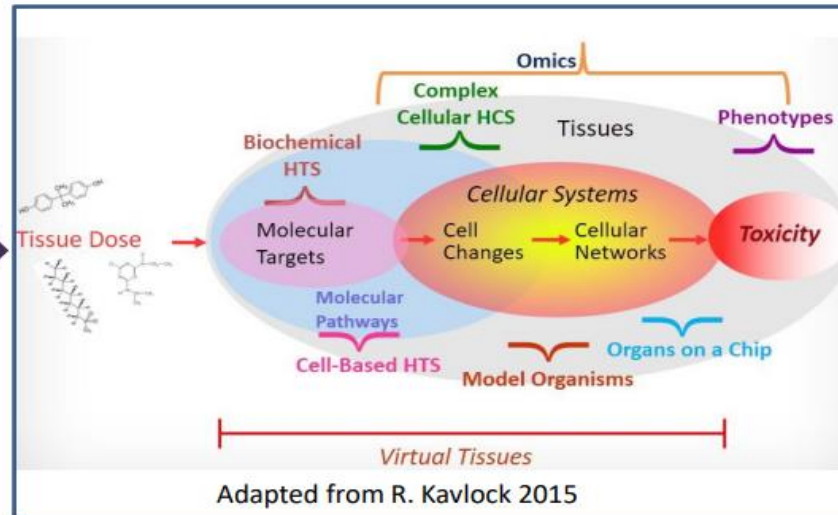 Omics
Complex
Cellular HCS
Tissues
Phenotypes
Biochemical
HTS
Cellular Systems
Tissue Dose
Molecular
Targets
Cell
Changes
Cellular
Networks
Toxicity
Molecular
Pathways
Cell-Based HTS
Organs on a Chip
Model Organisms
Virtual Tissues
Adapted from R. Kavlock 2015